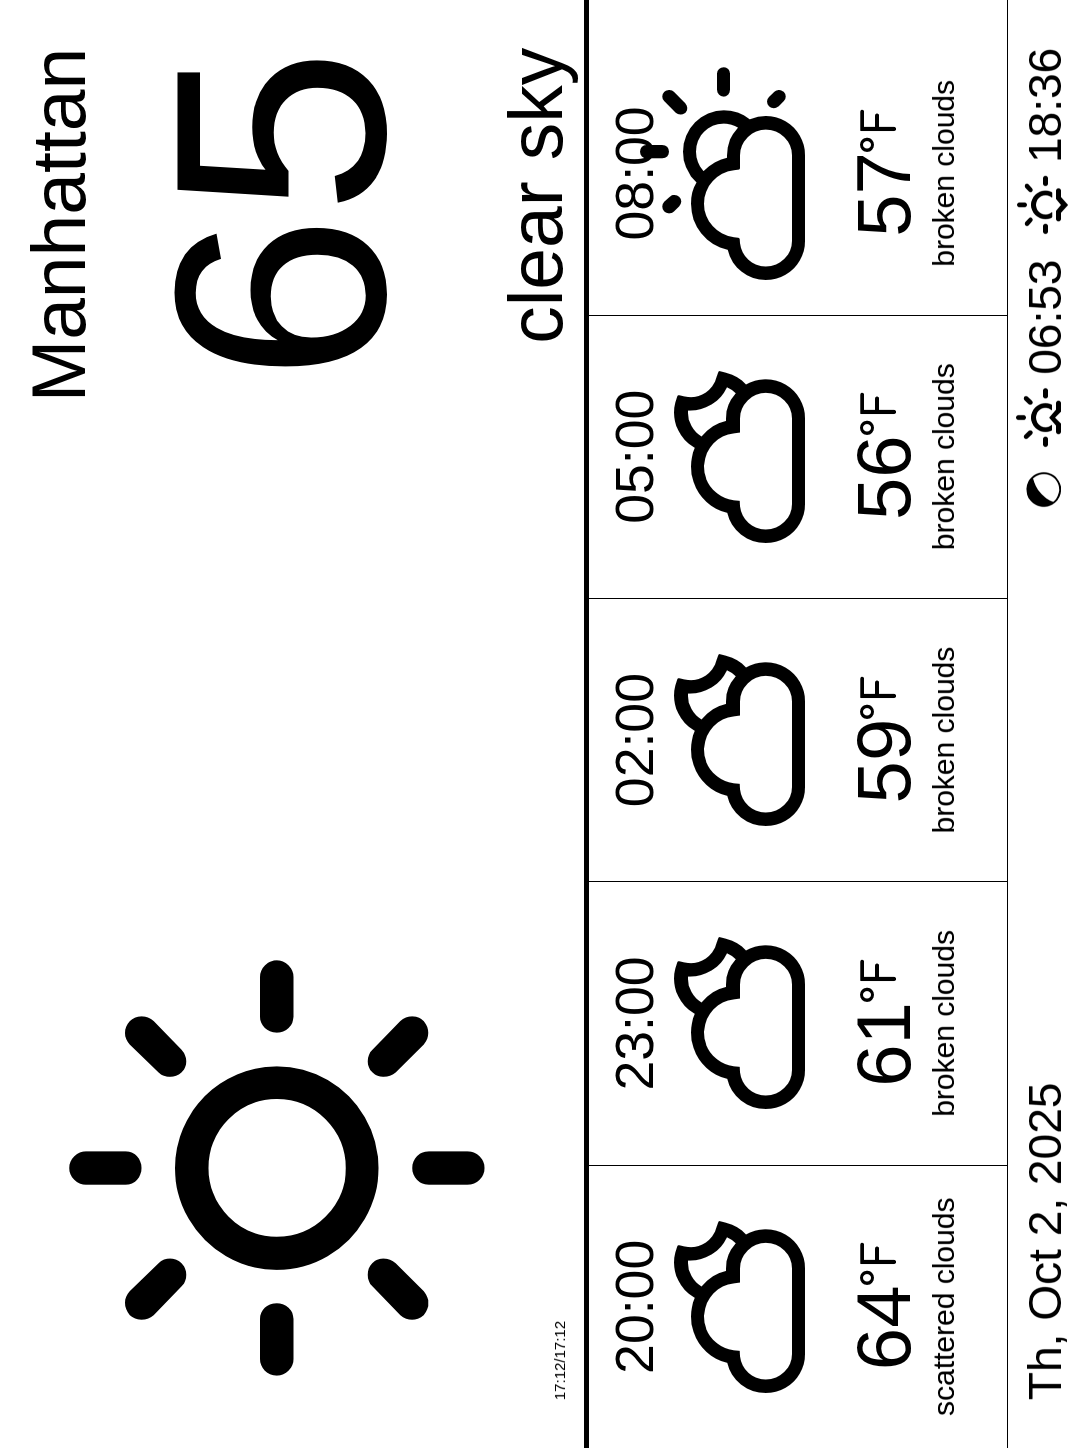 Manhattan
65
clear sky
17:12/17:12
20:00
23:00
02:00
05:00
08:00
64°F
61°F
59°F
56°F
57°F
scattered clouds
broken clouds
broken clouds
broken clouds
broken clouds
Th, Oct 2, 2025
06:53
18:36